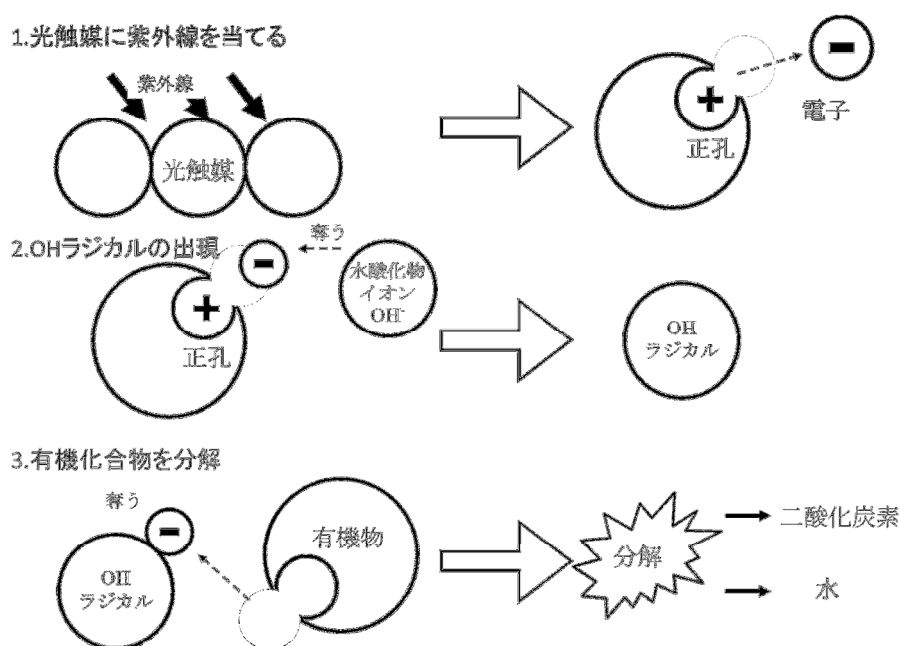 1.光触媒に紫外線を当てる
紫外線
光触媒
正孔
電子
2.OHラジカルの出現
奪う
水酸化物
イオン
OH-
正孔
OH
ラジカル
3.有機化合物を分解
奪う
OH
ラジカル
有機物
分解
二酸化炭素
水